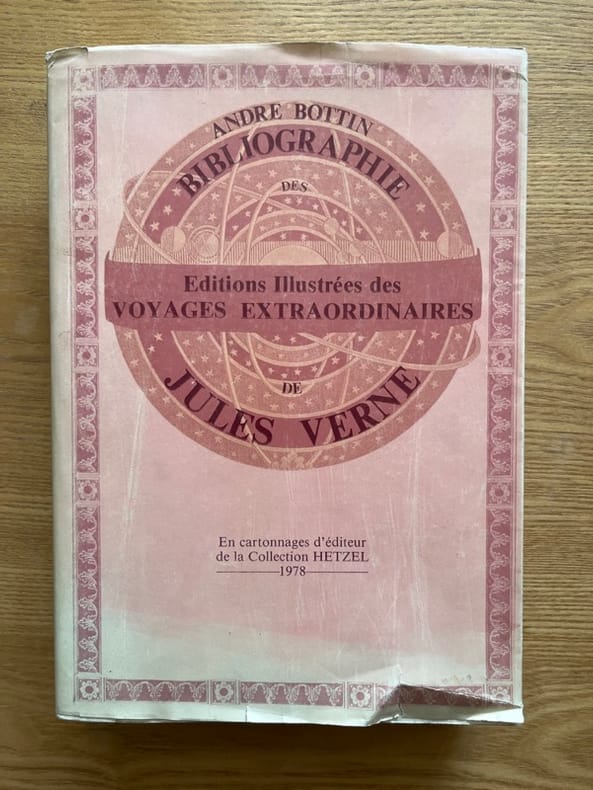 ANDRE BOTTIN
BIBLIOGRAPHIE
DES
Editions Illustrées des
VOYAGES EXTRAORDINAIRES
DE
JULES VERNE
En cartonnages d'éditeur
de la Collection HETZEL
1978